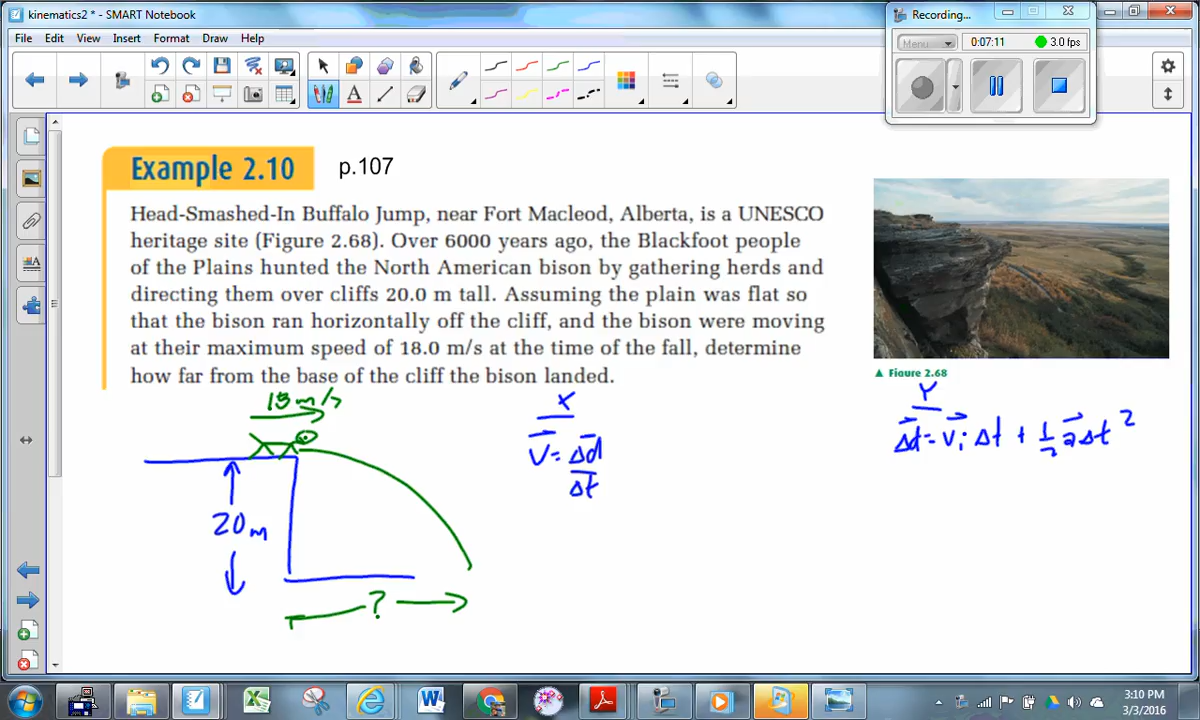 kinematics2 * - SMART Notebook
Recording...
File Edit View Insert Format Draw Help
Menu
0:07:11
3.0 fps
Example 2.10
p.107
Head-Smashed-In Buffalo Jump, near Fort Macleod, Alberta, is a UNESCO
heritage site (Figure 2.68). Over 6000 years ago, the Blackfoot people
of the Plains hunted the North American bison by gathering herds and
directing them over cliffs 20.0 m tall. Assuming the plain was flat so
that the bison ran horizontally off the cliff, and the bison were moving
at their maximum speed of 18.0 m/s at the time of the fall, determine
how far from the base of the cliff the bison landed.
▲ Figure 2.68
18 m/s
X
Y
v⃗ = Δd⃗
Δt
Δd⃗ = v⃗i Δt + 1/2 a⃗ Δt²
20 m
?
3:10 PM
3/3/2016